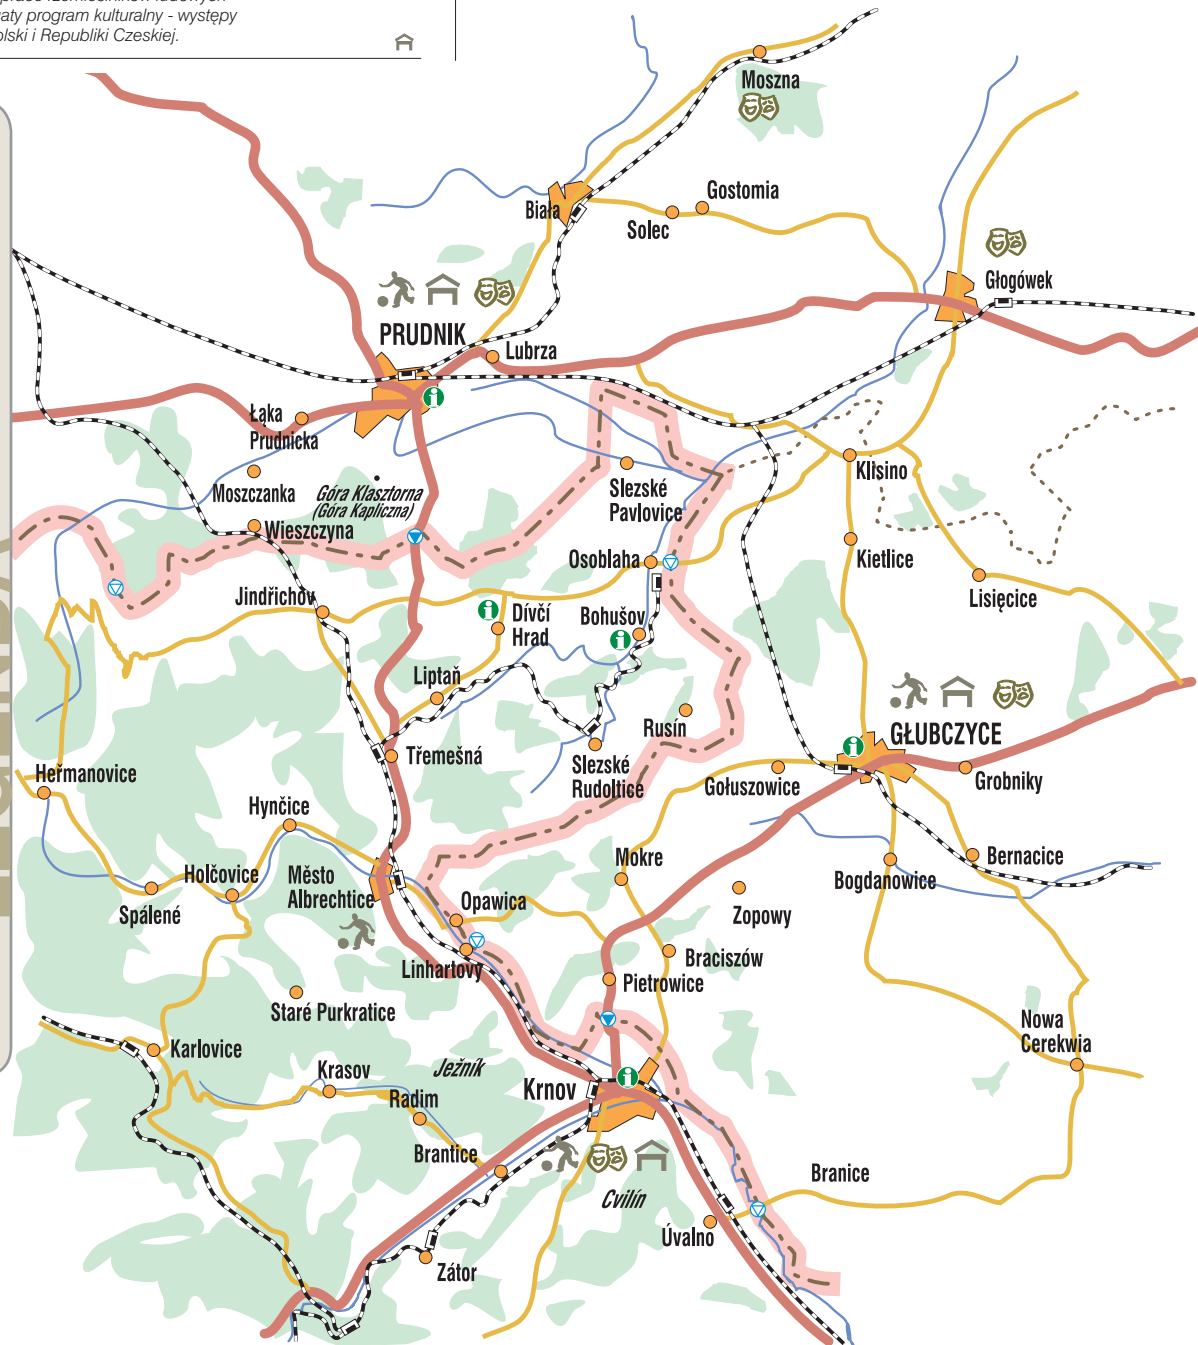 aty program kulturalny - występy
olski i Republiki Czeskiej.
Moszna
Gostomia
Biała
Solec
Głogówek
PRUDNIK
Lubrza
Łąka
Prudnicka
Klisino
Moszczanka
Góra Klasztorna
(Góra Kapliczna)
Slezské
Pavlovice
Wieszczyna
Osoblaha
Kietlice
Jindřichov
Dívčí
Hrad
Bohušov
Lisięcice
Liptaň
Rusín
GŁUBCZYCE
Třemešná
Slezské
Rudoltice
Heřmanovice
Gołuszowice
Grobniky
Hynčice
Mokre
Bernacice
Holčovice
Město
Albrechtice
Bogdanowice
Spálené
Opawica
Zopowy
Linhartovy
Braciszów
Pietrowice
Staré Purkratice
Nowa
Cerekwia
Karlovice
Ježník
Krasov
Krnov
Radim
Brantice
Branice
Cvilín
Úvalno
Zátor